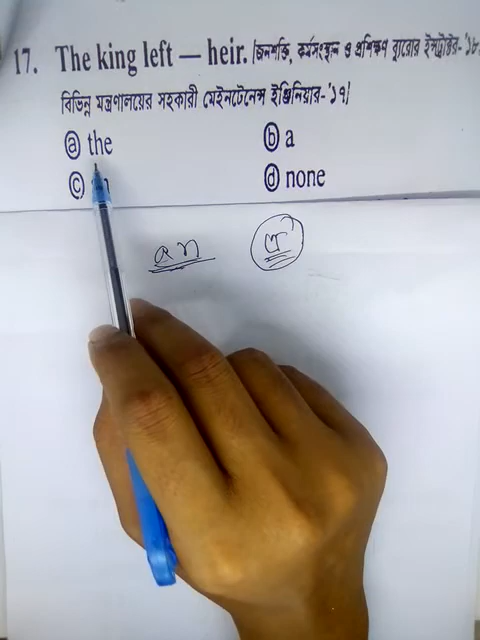 17. The king left — heir. [জনশক্তি, কর্মসংস্থান ও প্রশিক্ষণ ব্যুরোর ইন্সট্রাক্টর-'১৮,
বিভিন্ন মন্ত্রণালয়ের সহকারী মেইনটেনেন্স ইঞ্জিনিয়ার-'১৭]
ⓐ the ⓑ a
ⓒ ⓓ none
an